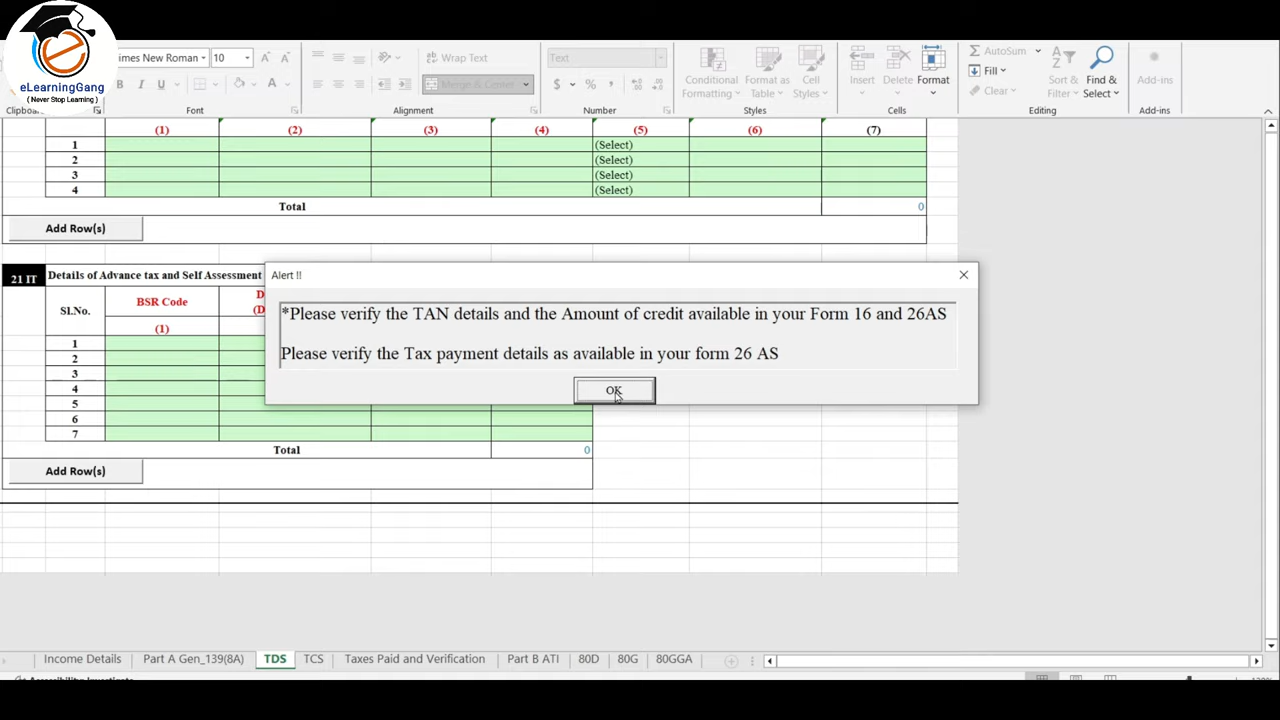 eLearningGang
( Never Stop Learning )
imes New Roman
10
A
A
Wrap Text
Text
B
I
U
Merge & Center
$
%
Conditional Formatting
Format as Table
Cell Styles
Insert
Delete
Format
AutoSum
Fill
Clear
Sort & Filter
Find & Select
Add-ins
Clipboard
Font
Alignment
Number
Styles
Cells
Editing
Add-ins
(1) (2) (3) (4) (5) (6) (7)
1 (Select)
2 (Select)
3 (Select)
4 (Select)
Total 0
Add Row(s)
21 IT Details of Advance tax and Self Assessment
Sl.No. BSR Code D
(D
(1)
1
2
3
4
5
6
7
Total 0
Add Row(s)
Alert !!
*Please verify the TAN details and the Amount of credit available in your Form 16 and 26AS
Please verify the Tax payment details as available in your form 26 AS
OK
Income Details Part A Gen_139(8A) TDS TCS Taxes Paid and Verification Part B ATI 80D 80G 80GGA